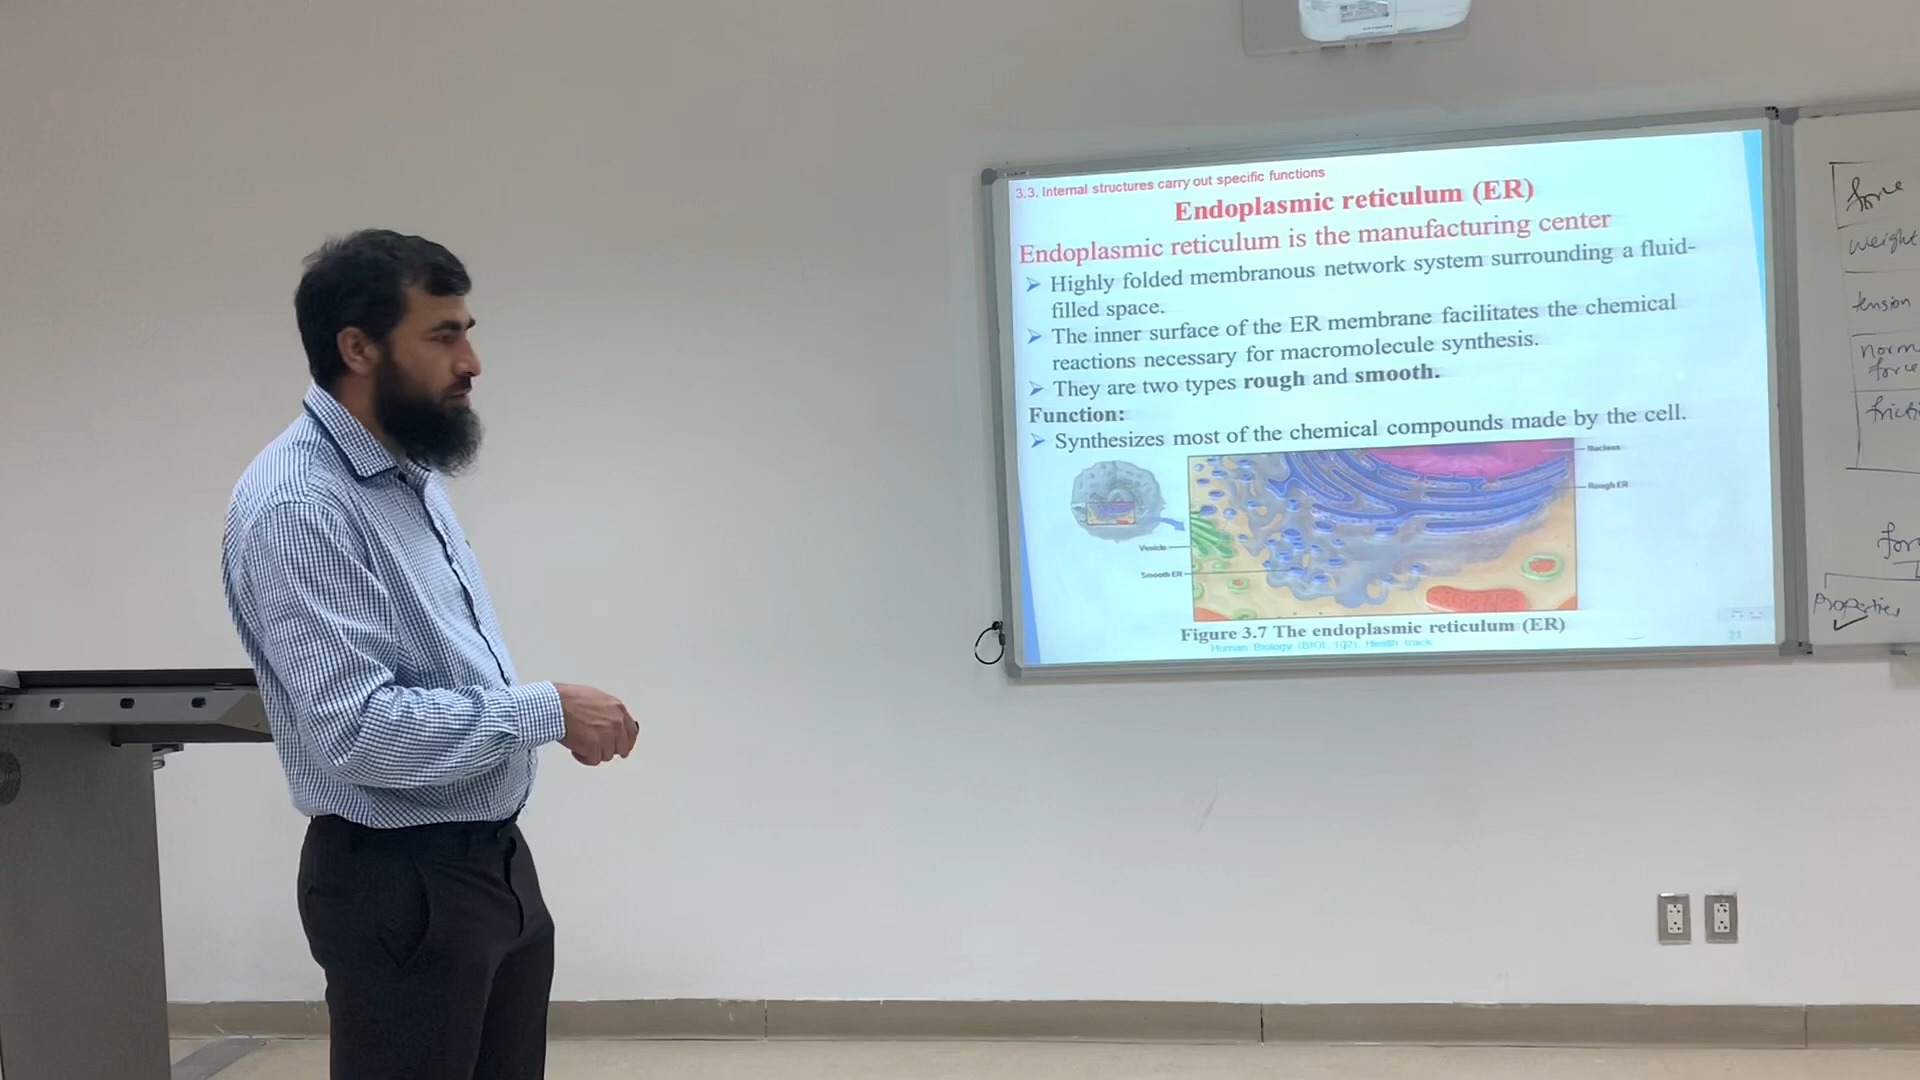 3.3. Internal structures carry out specific functions
Endoplasmic reticulum (ER)
Endoplasmic reticulum is the manufacturing center
➢ Highly folded membranous network system surrounding a fluid-
filled space.
➢ The inner surface of the ER membrane facilitates the chemical
reactions necessary for macromolecule synthesis.
➢ They are two types rough and smooth.
Function:
➢ Synthesizes most of the chemical compounds made by the cell.
Nucleus
Rough ER
Vesicle
Smooth ER
Figure 3.7 The endoplasmic reticulum (ER)
Human Biology (BIOL 102), Health track
21
force
weight
tension
norm
force
fricti
for
Properties